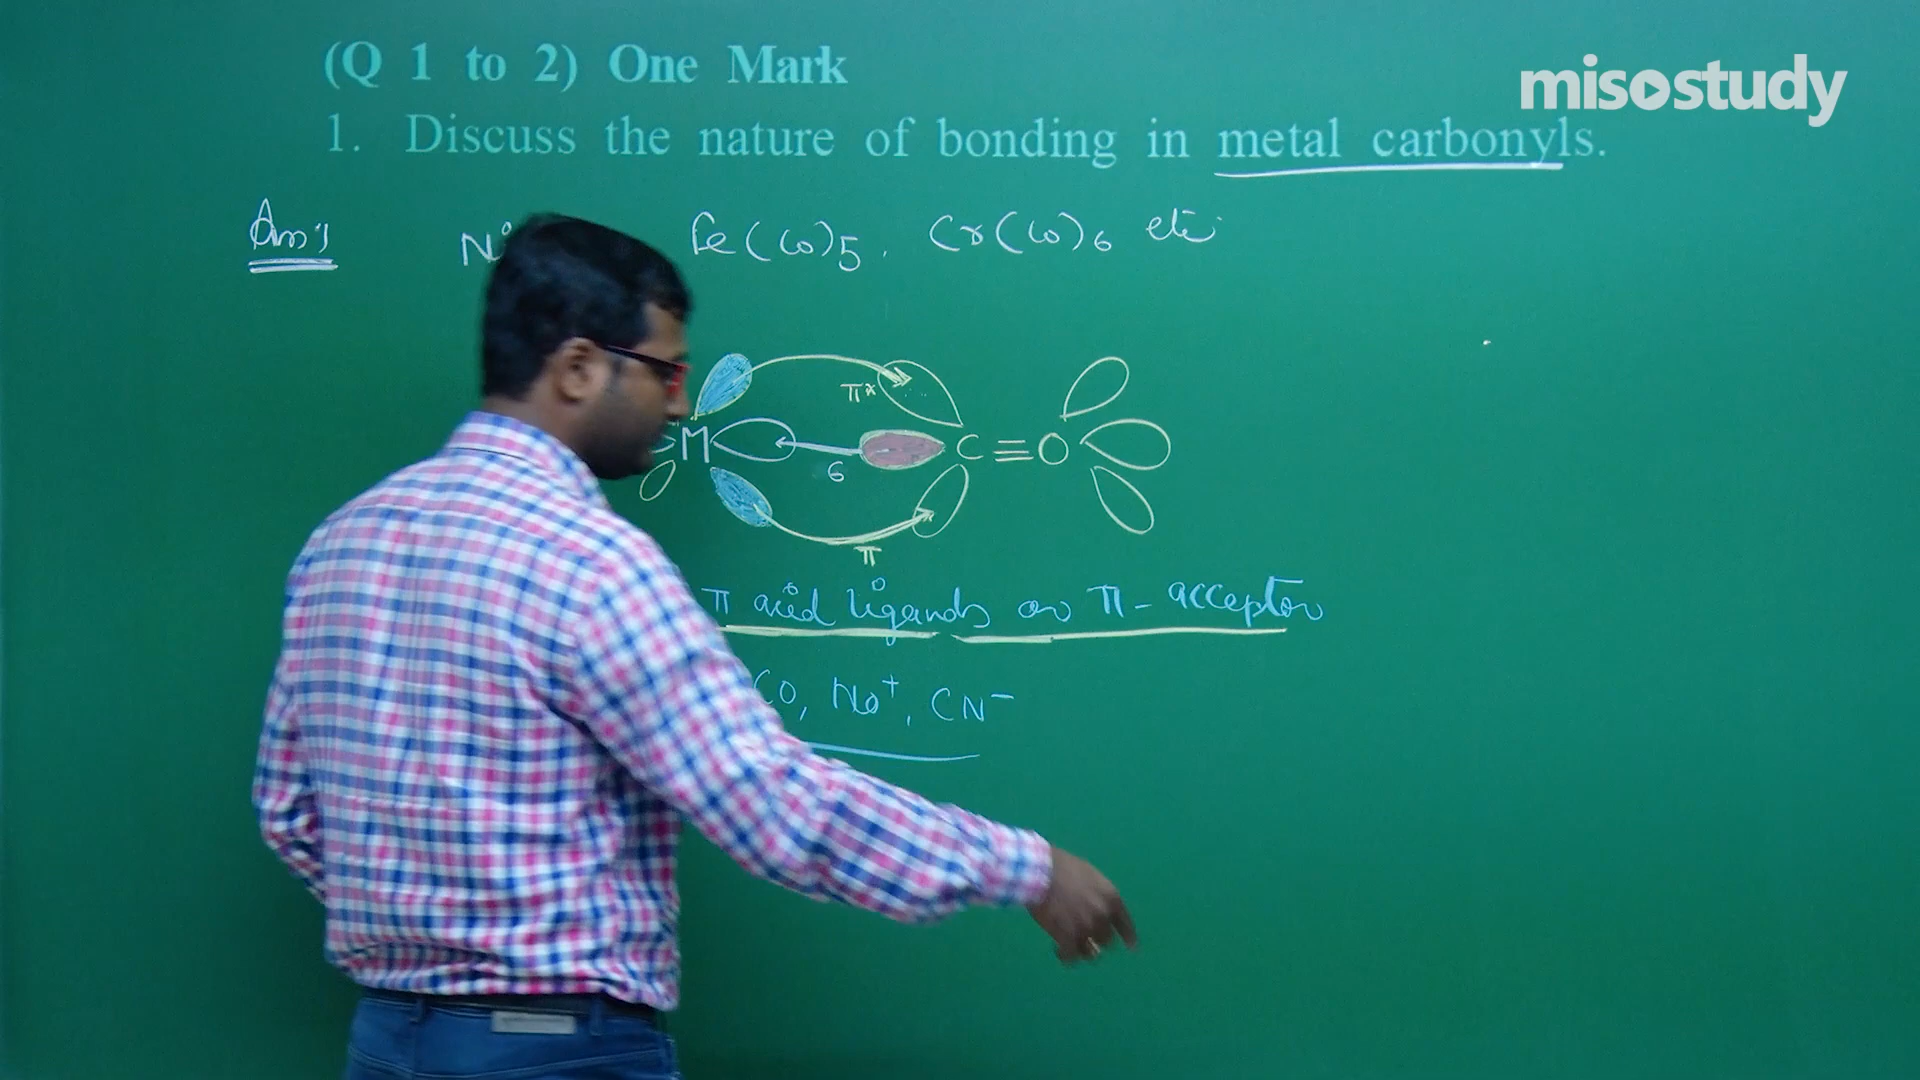 (Q 1 to 2) One Mark
misostudy
1. Discuss the nature of bonding in metal carbonyls.
Ans: Ni Fe(CO)5, Cr(CO)6 etc
π*
M C≡O
σ
π
π acid ligands or π-acceptor
CO, No+, CN−